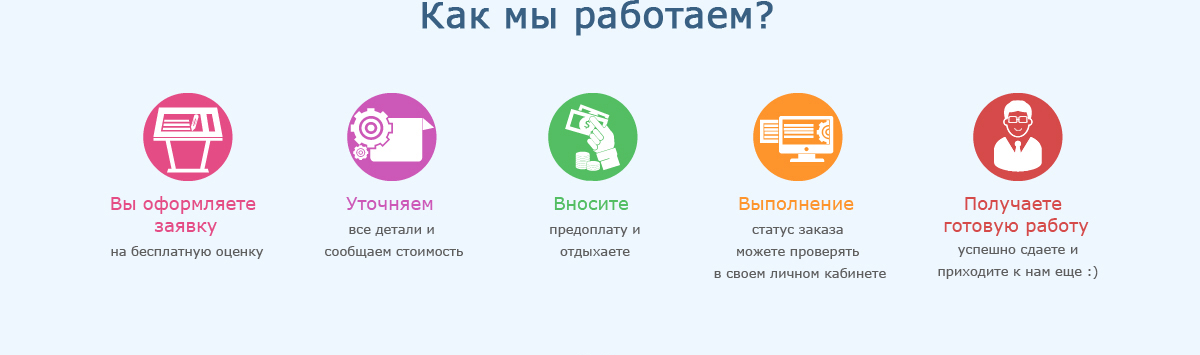 Как мы работаем?
Вы оформляете
заявку
на бесплатную оценку
Уточняем
все детали и
сообщаем стоимость
Вносите
предоплату и
отдыхаете
Выполнение
статус заказа
можете проверять
в своем личном кабинете
Получаете
готовую работу
успешно сдаете и
приходите к нам еще :)